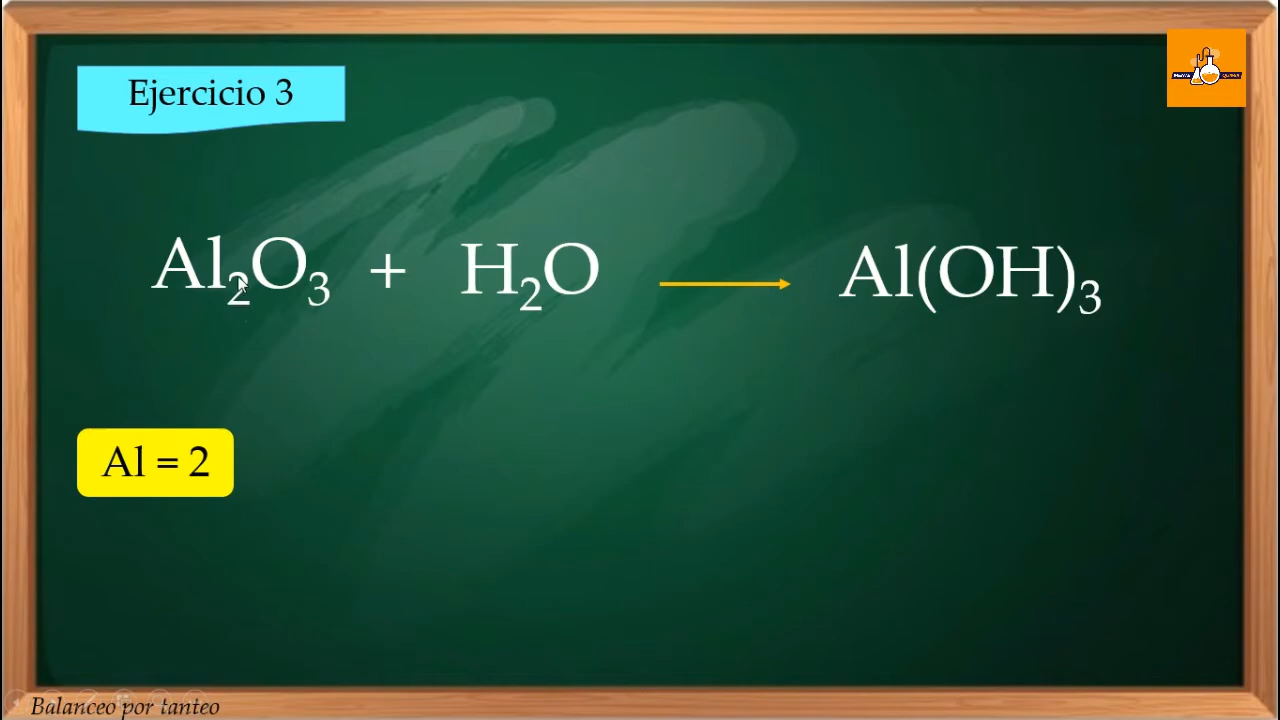 Ejercicio 3
Al₂O₃ + H₂O → Al(OH)₃
Al = 2
Balanceo por tanteo